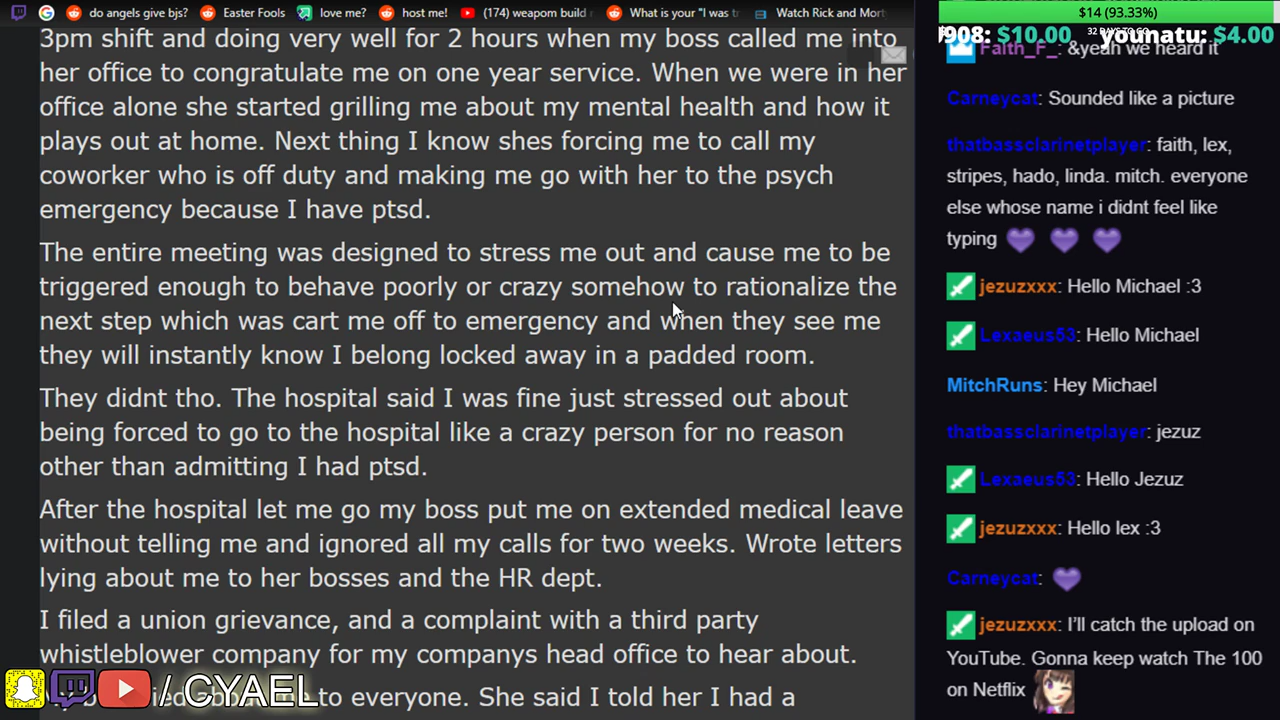 do angels give bjs?
Easter Fools
love me?
host me!
(174) weapom build
What is your "I was
Watch Rick and Mort
3pm shift and doing very well for 2 hours when my boss called me into
her office to congratulate me on one year service. When we were in her
office alone she started grilling me about my mental health and how it
plays out at home. Next thing I know shes forcing me to call my
coworker who is off duty and making me go with her to the psych
emergency because I have ptsd.
The entire meeting was designed to stress me out and cause me to be
triggered enough to behave poorly or crazy somehow to rationalize the
next step which was cart me off to emergency and when they see me
they will instantly know I belong locked away in a padded room.
They didnt tho. The hospital said I was fine just stressed out about
being forced to go to the hospital like a crazy person for no reason
other than admitting I had ptsd.
After the hospital let me go my boss put me on extended medical leave
without telling me and ignored all my calls for two weeks. Wrote letters
lying about me to her bosses and the HR dept.
I filed a union grievance, and a complaint with a third party
whistleblower company for my companys head office to hear about.
to everyone. She said I told her I had a
/ CYAEL
$14 (93.33%)
32 DAYS TO GO
908: $10.00 younatu: $4.00
Faith_F_: &yeah we heard it
Carneycat: Sounded like a picture
thatbassclarinetplayer: faith, lex,
stripes, hado, linda. mitch. everyone
else whose name i didnt feel like
typing
jezuzxxx: Hello Michael :3
Lexaeus53: Hello Michael
MitchRuns: Hey Michael
thatbassclarinetplayer: jezuz
Lexaeus53: Hello Jezuz
jezuzxxx: Hello lex :3
Carneycat:
jezuzxxx: I'll catch the upload on
YouTube. Gonna keep watch The 100
on Netflix